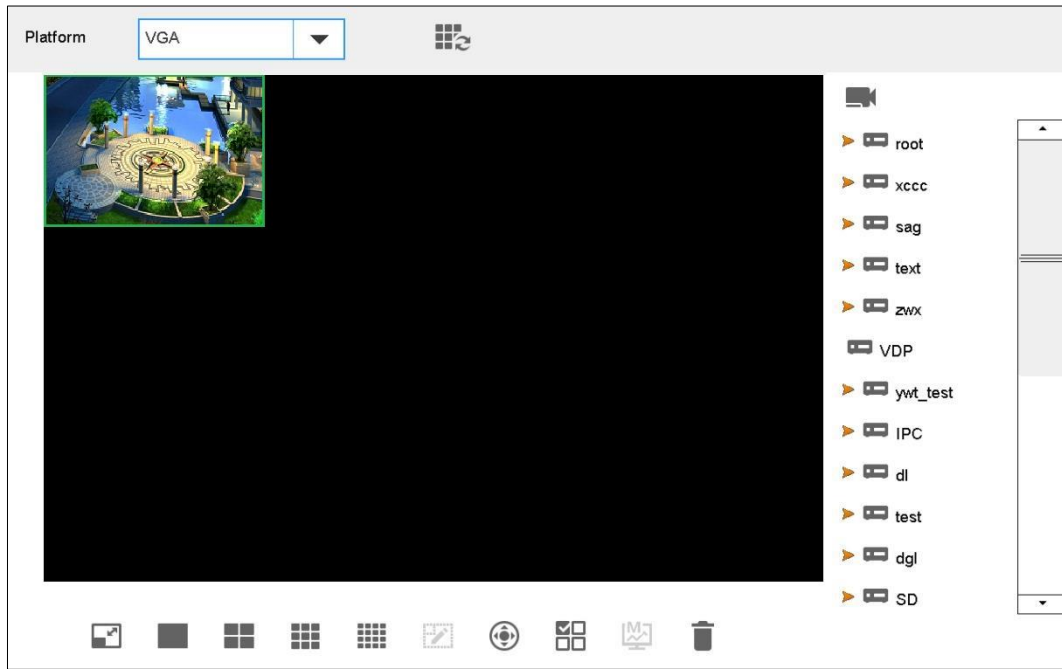 Platform
VGA
root
xccc
sag
text
zwx
VDP
ywt_test
IPC
dl
test
dgl
SD
M